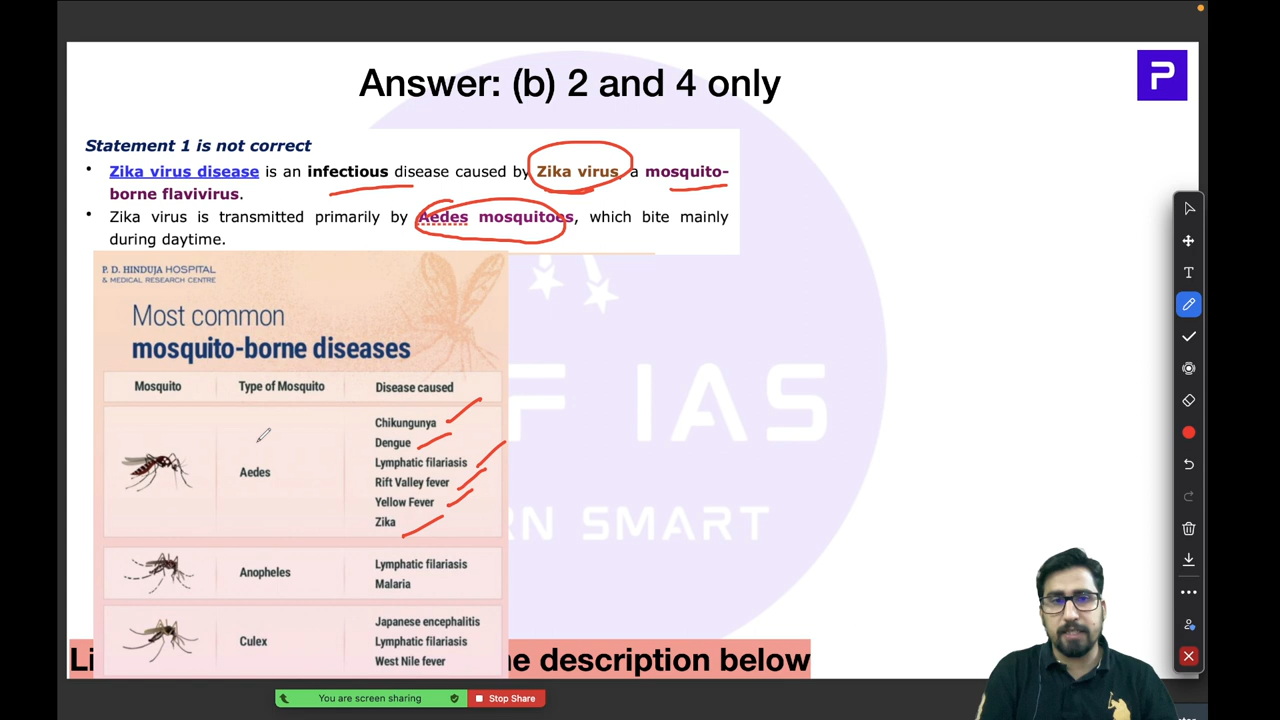 Answer: (b) 2 and 4 only
P
Statement 1 is not correct
• Zika virus disease is an infectious disease caused by Zika virus, a mosquito-
borne flavivirus.
• Zika virus is transmitted primarily by Aedes mosquitoes, which bite mainly
during daytime.
P. D. HINDUJA HOSPITAL
& MEDICAL RESEARCH CENTRE
Most common
mosquito-borne diseases
Mosquito Type of Mosquito Disease caused
Chikungunya
Dengue
Lymphatic filariasis
Aedes
Rift Valley fever
Yellow Fever
Zika
Anopheles
Lymphatic filariasis
Malaria
Culex
Japanese encephalitis
Lymphatic filariasis
West Nile fever
F IAS
RN SMART
Li
e description below
T
You are screen sharing
Stop Share